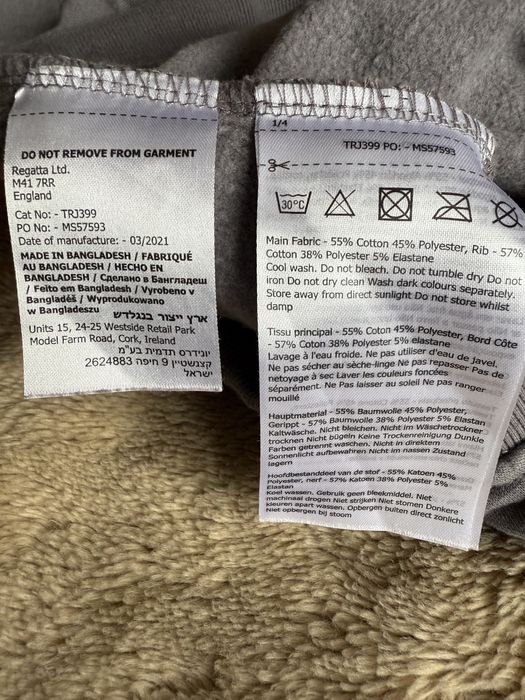 DO NOT REMOVE FROM GARMENT
Regatta Ltd.
M41 7RR
England
Cat No: - TRJ399
PO No: - MS57593
Date of manufacture: - 03/2021
MADE IN BANGLADESH / FABRIQUÉ
AU BANGLADESH / HECHO EN
BANGLADESH / Сделано в Бангладеш
/ Feito em Bangladesh / Vyrobeno v
Bangladéš / Wyprodukowano
w Bangladeszu
ארץ ייצור בנגלדש
Units 15, 24-25 Westside Retail Park
Model Farm Road, Cork, Ireland
יונידרס תדמית בע"מ
קצנשטיין 9 חיפה 2624883
ישראל
1/4
TRJ399 PO: - MS57593
30°C
Main Fabric - 55% Cotton 45% Polyester, Rib - 57%
Cotton 38% Polyester 5% Elastane
Cool wash. Do not bleach. Do not tumble dry Do not
iron Do not dry clean Wash dark colours separately.
Store away from direct sunlight Do not store whilst
damp
Tissu principal - 55% Coton 45% Polyester, Bord Côte
- 57% Coton 38% Polyester 5% elastane
Lavage à l'eau froide. Ne pas utiliser d'eau de javel.
Ne pas sécher au sèche-linge Ne pas repasser Pas de
nettoyage à sec Laver les couleurs foncées
séparément. Ne pas laisser au soleil Ne pas ranger
mouillé
Hauptmaterial - 55% Baumwolle 45% Polyester,
Gerippt - 57% Baumwolle 38% Polyester 5% Elastan
Kaltwäsche. Nicht bleichen. Nicht im Wäschetrockner
trocknen Nicht bügeln Keine Trockenreinigung Dunkle
Farben getrennt waschen. Nicht in direktem
Sonnenlicht aufbewahren Nicht im nassen Zustand
lagern
Hoofdbestanddeel van de stof - 55% Katoen 45%
Polyester, nerf - 57% Katoen 38% Polyester 5%
Elastan
Koel wassen. Gebruik geen bleekmiddel. Niet
machinaal drogen Niet strijken Niet stomen Donkere
kleuren apart wassen. Opbergen buiten direct zonlicht
Niet opbergen bij stoom